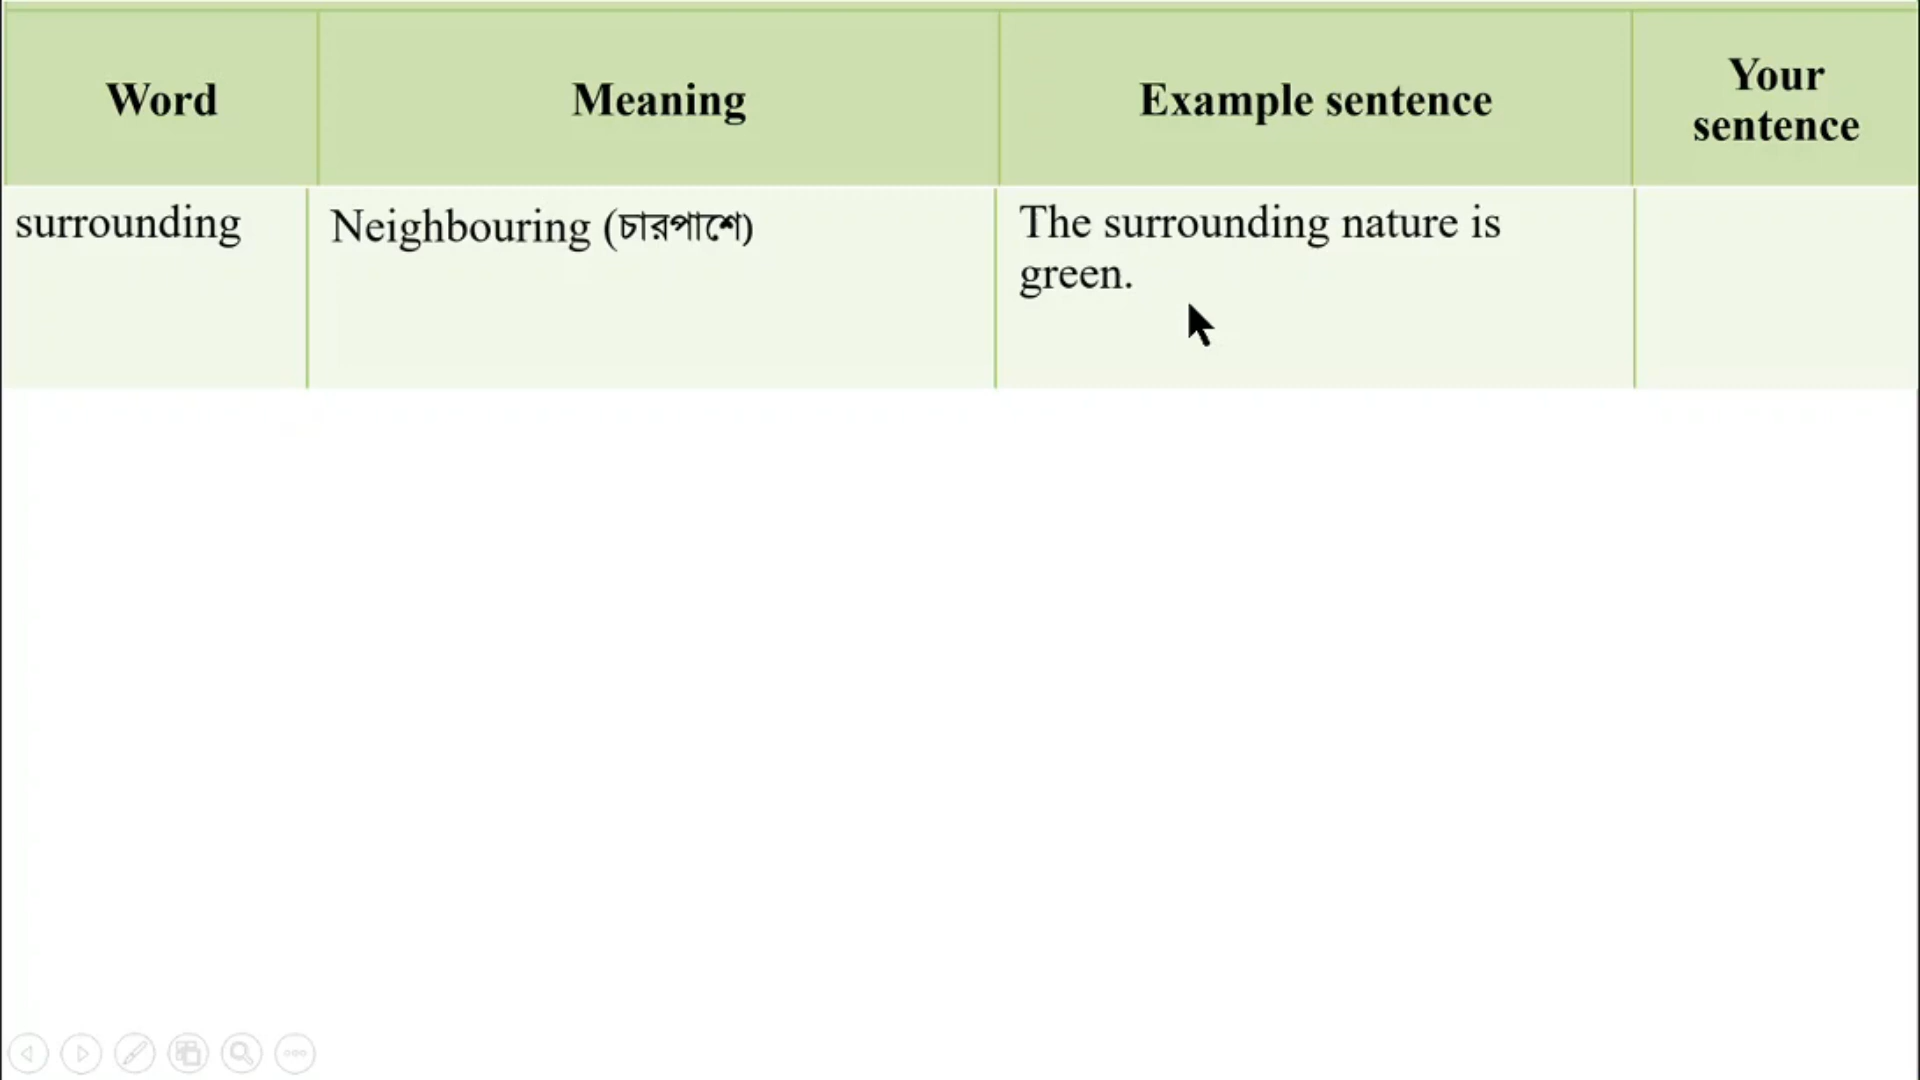 Word
Meaning
Example sentence
Your
sentence
surrounding
Neighbouring (চারপাশে)
The surrounding nature is
green.